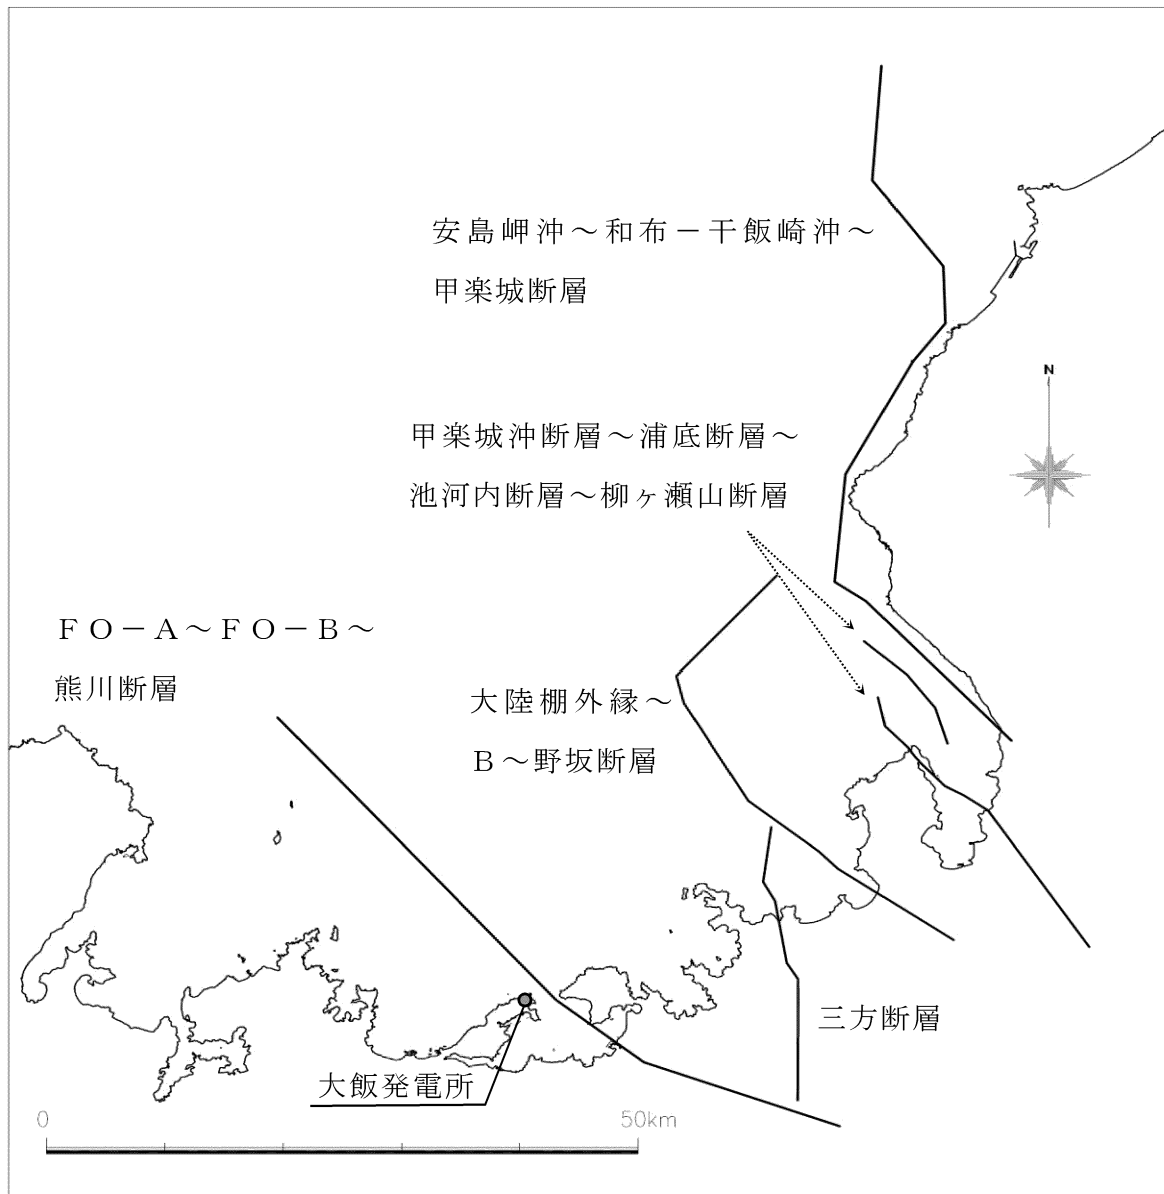 安島岬沖～和布－干飯崎沖～
甲楽城断層
N
甲楽城沖断層～浦底断層～
池河内断層～柳ヶ瀬山断層
ＦＯ－Ａ～ＦＯ－Ｂ～
熊川断層
大陸棚外縁～
Ｂ～野坂断層
三方断層
大飯発電所
0
50km